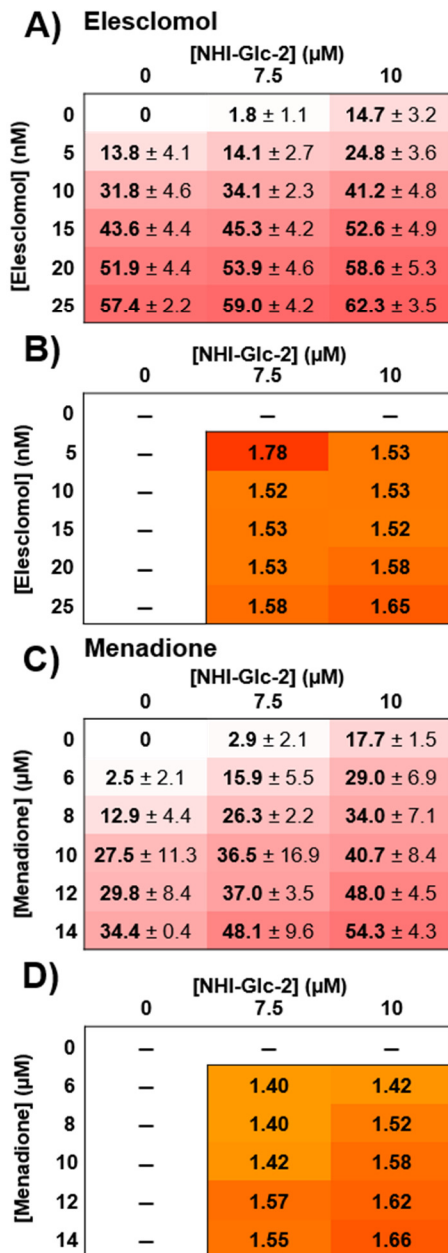 A) Elesclomol
[NHI-Glc-2] (µM)
0 7.5 10
[Elesclomol] (nM)
0 0 1.8 ± 1.1 14.7 ± 3.2
5 13.8 ± 4.1 14.1 ± 2.7 24.8 ± 3.6
10 31.8 ± 4.6 34.1 ± 2.3 41.2 ± 4.8
15 43.6 ± 4.4 45.3 ± 4.2 52.6 ± 4.9
20 51.9 ± 4.4 53.9 ± 4.6 58.6 ± 5.3
25 57.4 ± 2.2 59.0 ± 4.2 62.3 ± 3.5
B)
[NHI-Glc-2] (µM)
0 7.5 10
[Elesclomol] (nM)
0 – – –
5 – 1.78 1.53
10 – 1.52 1.53
15 – 1.53 1.52
20 – 1.53 1.58
25 – 1.58 1.65
C) Menadione
[NHI-Glc-2] (µM)
0 7.5 10
[Menadione] (µM)
0 0 2.9 ± 2.1 17.7 ± 1.5
6 2.5 ± 2.1 15.9 ± 5.5 29.0 ± 6.9
8 12.9 ± 4.4 26.3 ± 2.2 34.0 ± 7.1
10 27.5 ± 11.3 36.5 ± 16.9 40.7 ± 8.4
12 29.8 ± 8.4 37.0 ± 3.5 48.0 ± 4.5
14 34.4 ± 0.4 48.1 ± 9.6 54.3 ± 4.3
D)
[NHI-Glc-2] (µM)
0 7.5 10
[Menadione] (µM)
0 – – –
6 – 1.40 1.42
8 – 1.40 1.52
10 – 1.42 1.58
12 – 1.57 1.62
14 – 1.55 1.66